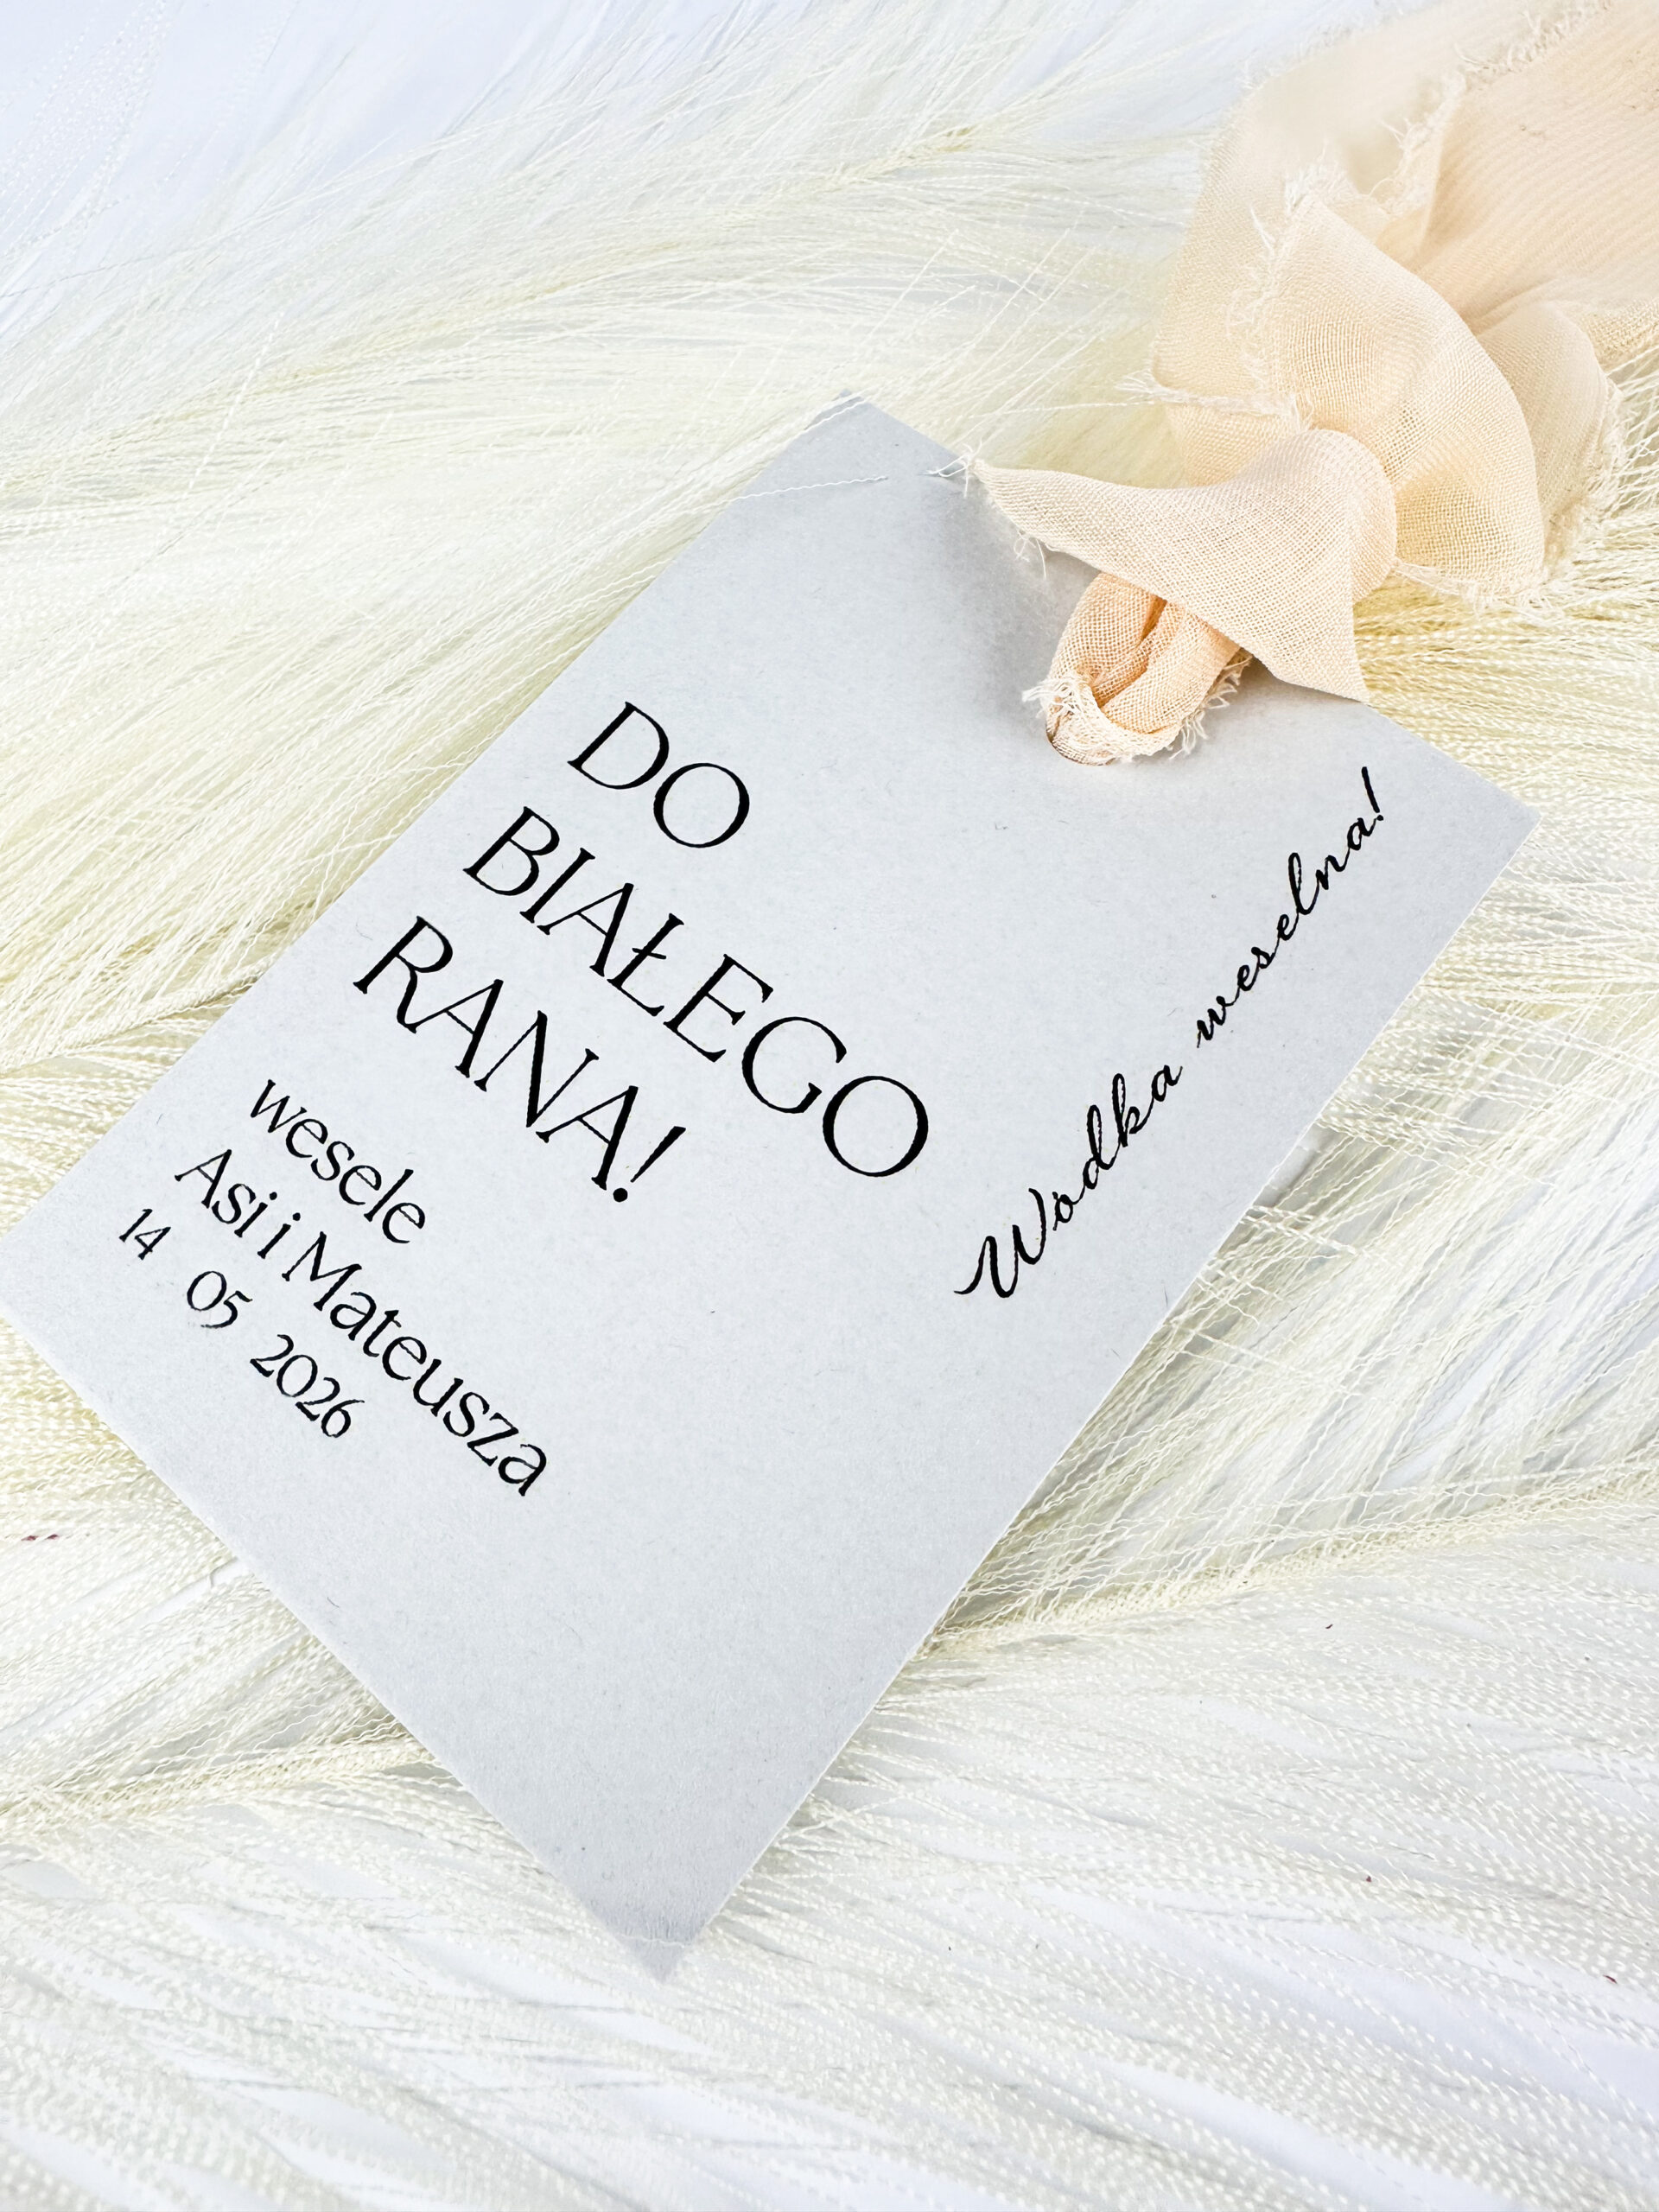 DO
BIAŁEGO
RANA!
wesele
Asi i Mateusza
14 05 2026
Wódka weselna!